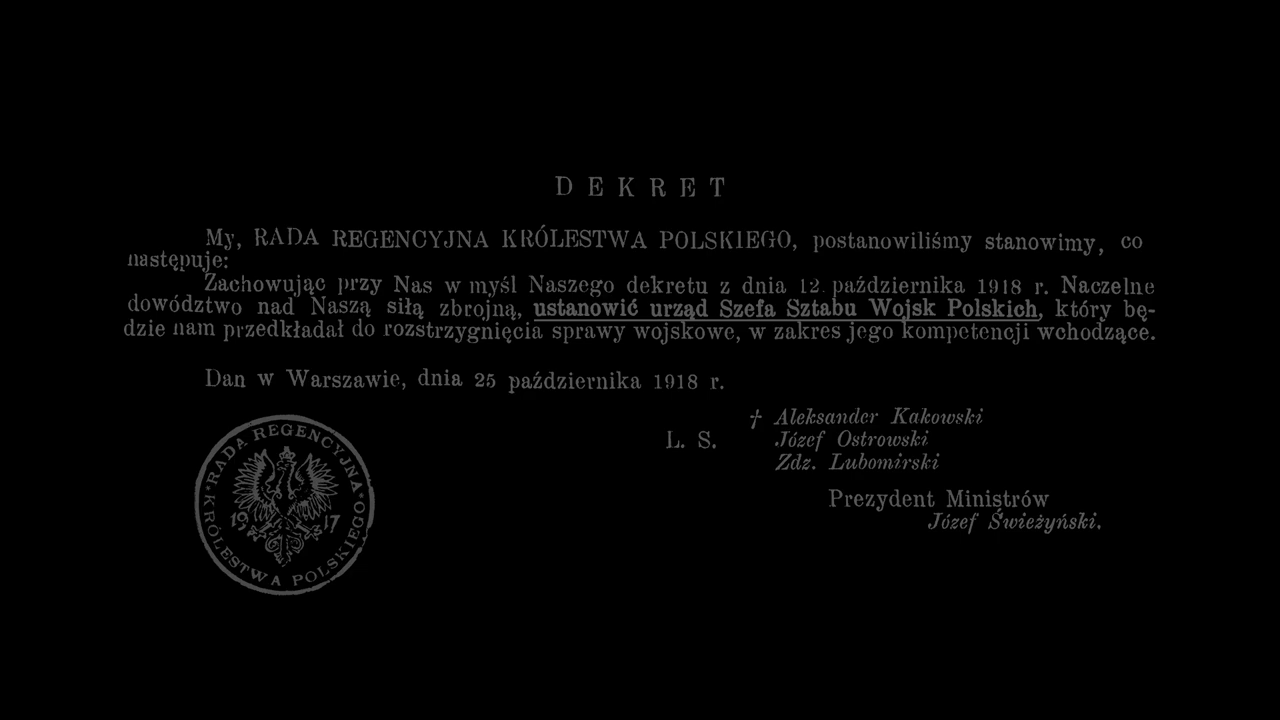 DEKRET
My, RADA REGENCYJNA KRÓLESTWA POLSKIEGO, postanowiliśmy stanowimy, co
następuje:
Zachowując przy Nas w myśl Naszego dekretu z dnia 12 października 1918 r. Naczelne
dowództwo nad Naszą siłą zbrojną, ustanowić urząd Szefa Sztabu Wojsk Polskich, który bę-
dzie nam przedkładał do rozstrzygnięcia sprawy wojskowe, w zakres jego kompetencji wchodzące.
Dan w Warszawie, dnia 25 października 1918 r.
† Aleksander Kakowski
L. S. Józef Ostrowski
Zdz. Lubomirski
Prezydent Ministrów
Józef Świeżyński.
RADA REGENCYJNA
KRÓLESTWA POLSKIEGO
1917